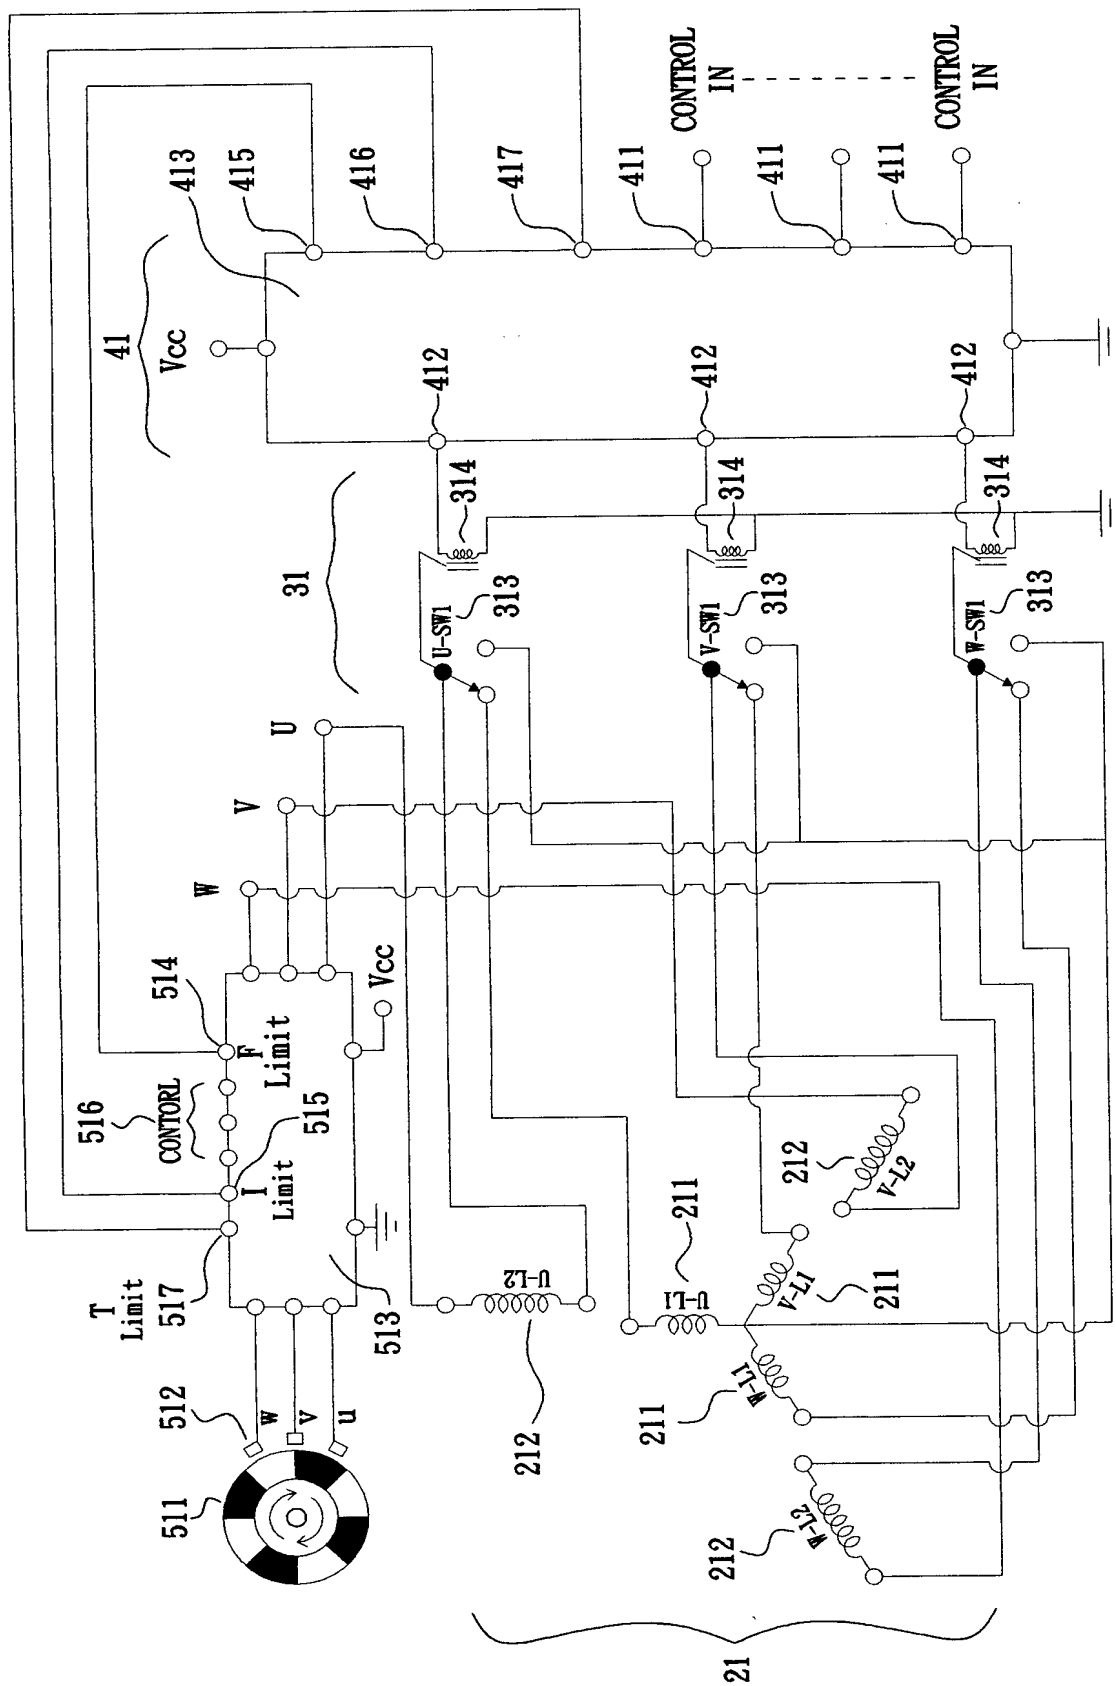 511
512
w
v
u
T
Limit
517
513
I
Limit
515
516
CONTORL
514
F
Limit
Vcc
W
V
U
31
41
Vcc
413
415
416
417
411
411
411
CONTROL
IN
CONTROL
IN
412
412
412
314
314
314
U-SW1
313
V-SW1
313
W-SW1
313
21
212
U-L2
211
U-L1
211
W-L1
V-L1
211
212
V-L2
212
W-L2